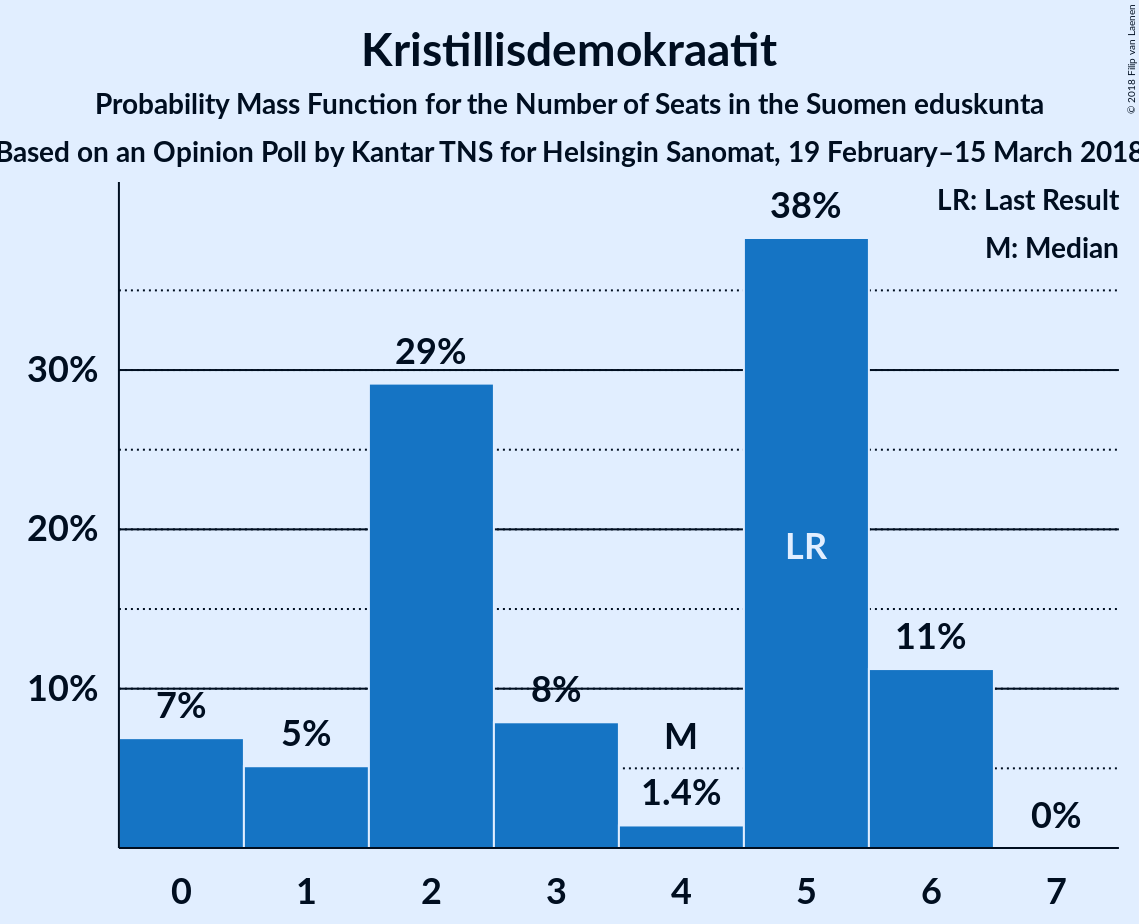 Kristillisdemokraatit
Probability Mass Function for the Number of Seats in the Suomen eduskunta
Based on an Opinion Poll by Kantar TNS for Helsingin Sanomat, 19 February–15 March 2018
© 2018 Filip van Laenen
LR: Last Result
M: Median
38%
29%
30%
20%
LR
11%
10%
7%
5%
8%
M
1.4%
0%
0 1 2 3 4 5 6 7